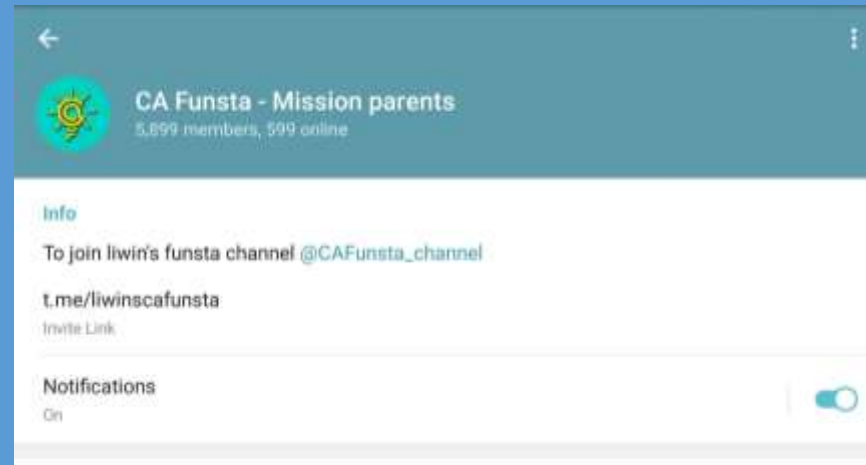 CA Funsta - Mission parents
5,899 members, 599 online
Info
To join liwin's funsta channel @CAFunsta_channel
t.me/liwinscafunsta
Invite Link
Notifications
On